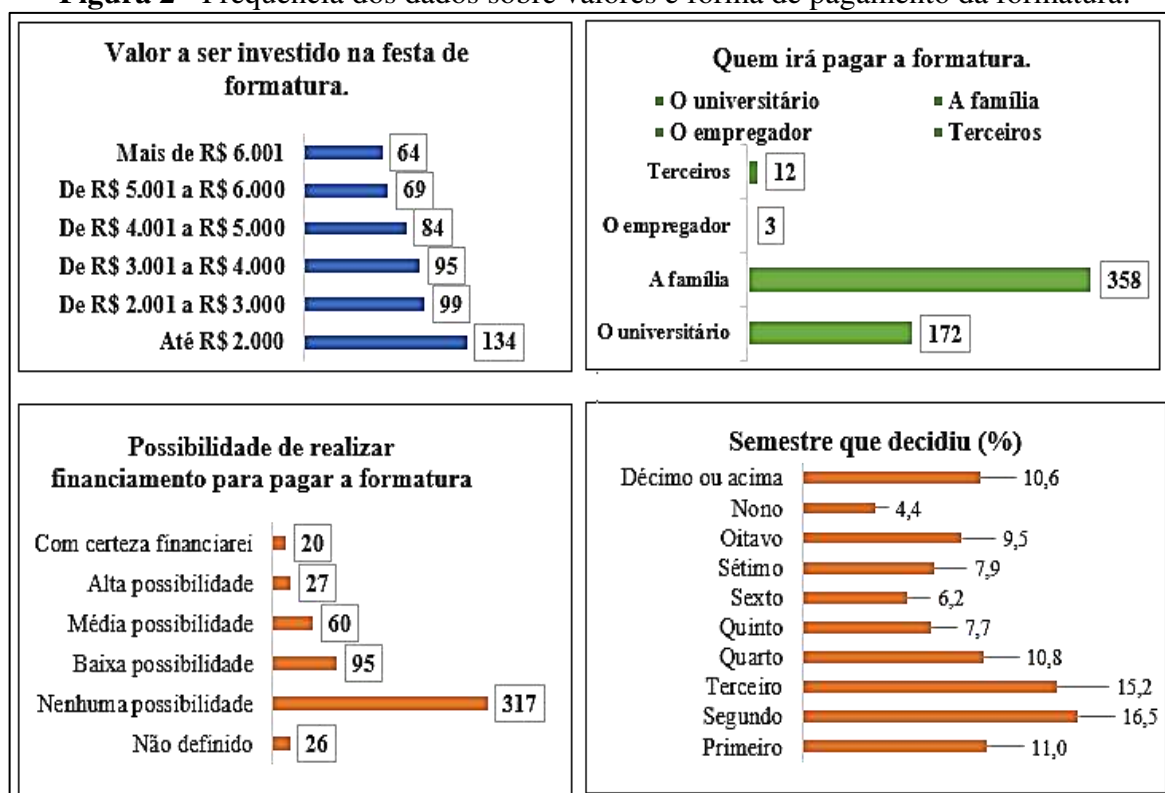 Figura 2 - Frequência dos dados sobre valores e forma de pagamento da formatura.
Valor a ser investido na festa de
formatura.
Mais de R$ 6.001 64
De R$ 5.001 a R$ 6.000 69
De R$ 4.001 a R$ 5.000 84
De R$ 3.001 a R$ 4.000 95
De R$ 2.001 a R$ 3.000 99
Até R$ 2.000 134
Quem irá pagar a formatura.
O universitário A família
O empregador Terceiros
Terceiros 12
O empregador 3
A família 358
O universitário 172
Possibilidade de realizar
financiamento para pagar a formatura
Com certeza financiarei 20
Alta possibilidade 27
Média possibilidade 60
Baixa possibilidade 95
Nenhuma possibilidade 317
Não definido 26
Semestre que decidiu (%)
Décimo ou acima 10,6
Nono 4,4
Oitavo 9,5
Sétimo 7,9
Sexto 6,2
Quinto 7,7
Quarto 10,8
Terceiro 15,2
Segundo 16,5
Primeiro 11,0